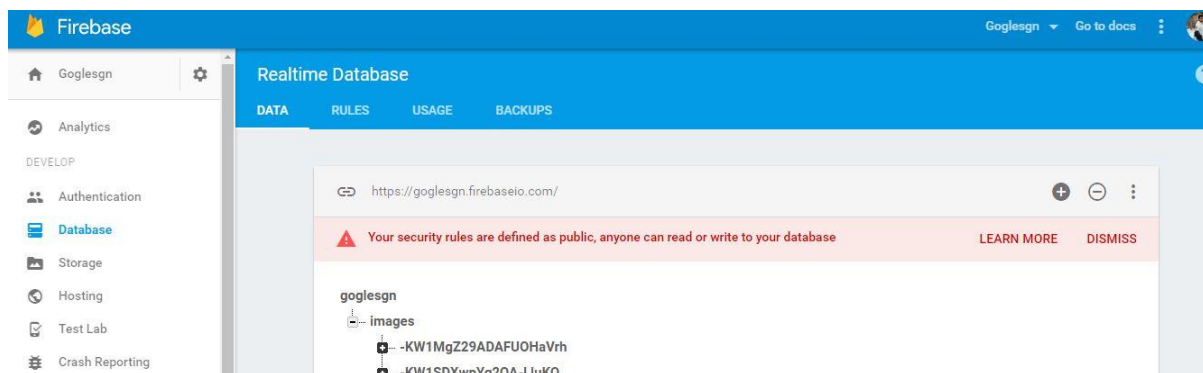 Firebase
Goglesgn Go to docs
Goglesgn
Realtime Database
DATA RULES USAGE BACKUPS
Analytics
DEVELOP
Authentication
Database
Storage
Hosting
Test Lab
Crash Reporting
https://goglesgn.firebaseio.com/
Your security rules are defined as public, anyone can read or write to your database LEARN MORE DISMISS
goglesgn
images
-KW1MgZ29ADAFUOHaVrh